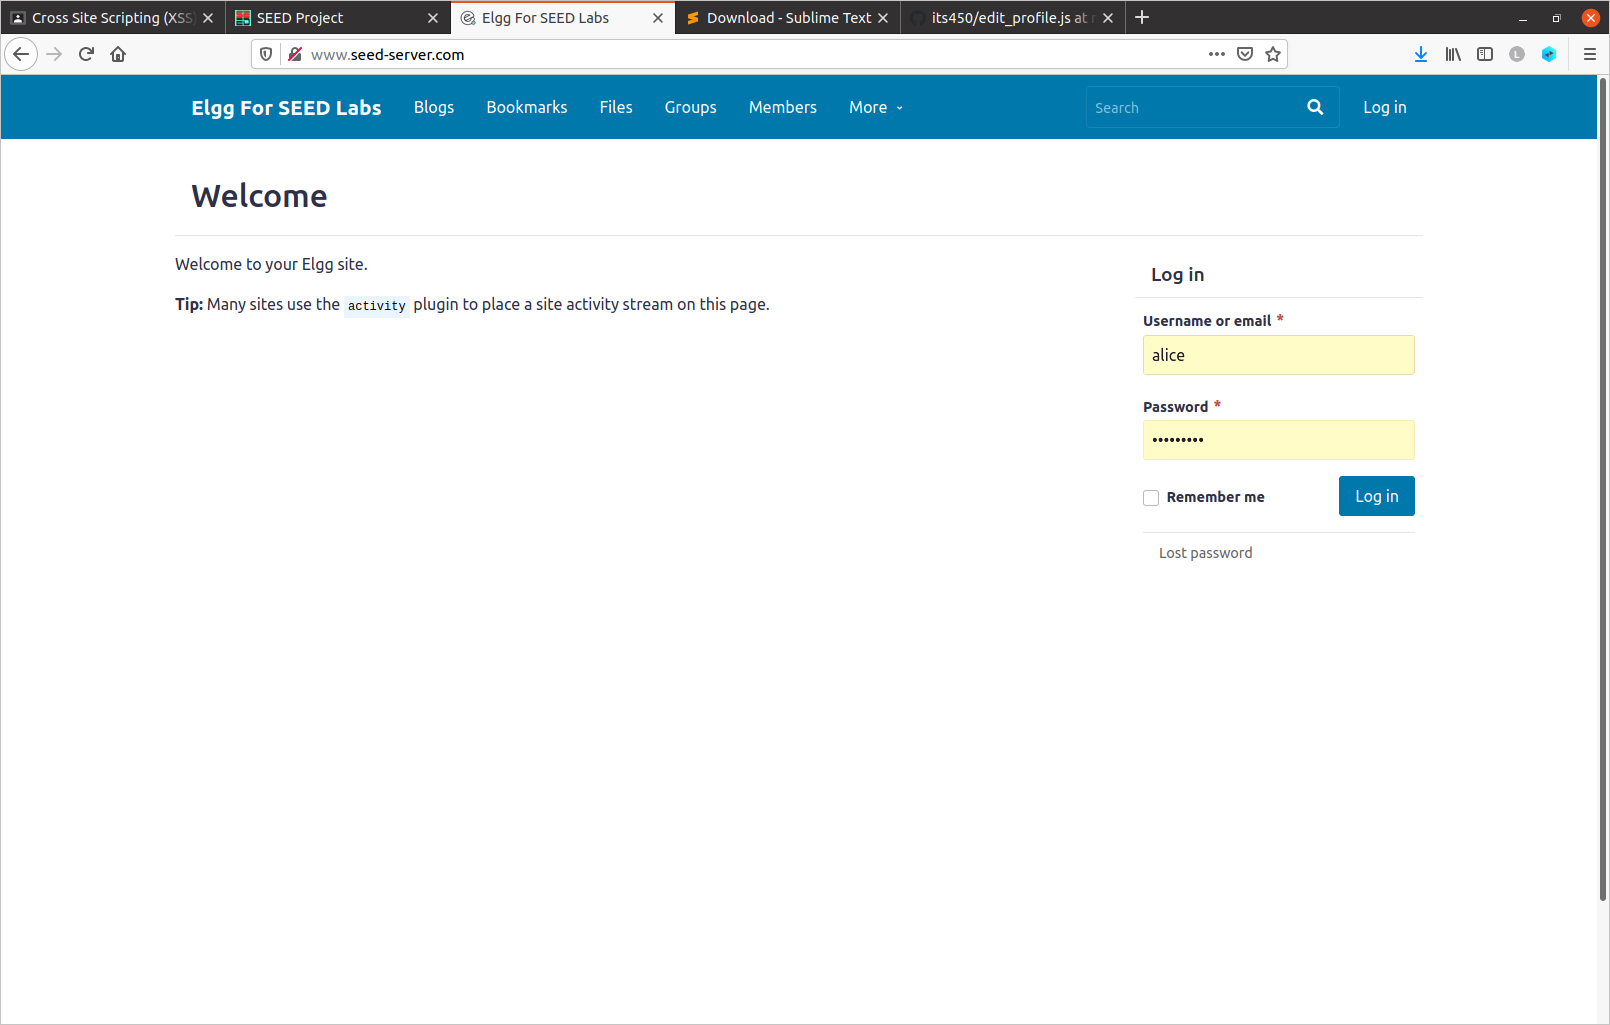 Cross Site Scripting (XSS
SEED Project
Elgg For SEED Labs
Download - Sublime Text
its450/edit_profile.js at
www.seed-server.com
Elgg For SEED Labs Blogs Bookmarks Files Groups Members More Search Log in
Welcome
Welcome to your Elgg site.
Tip: Many sites use the activity plugin to place a site activity stream on this page.
Log in
Username or email *
alice
Password *
•••••••••
Remember me Log in
Lost password